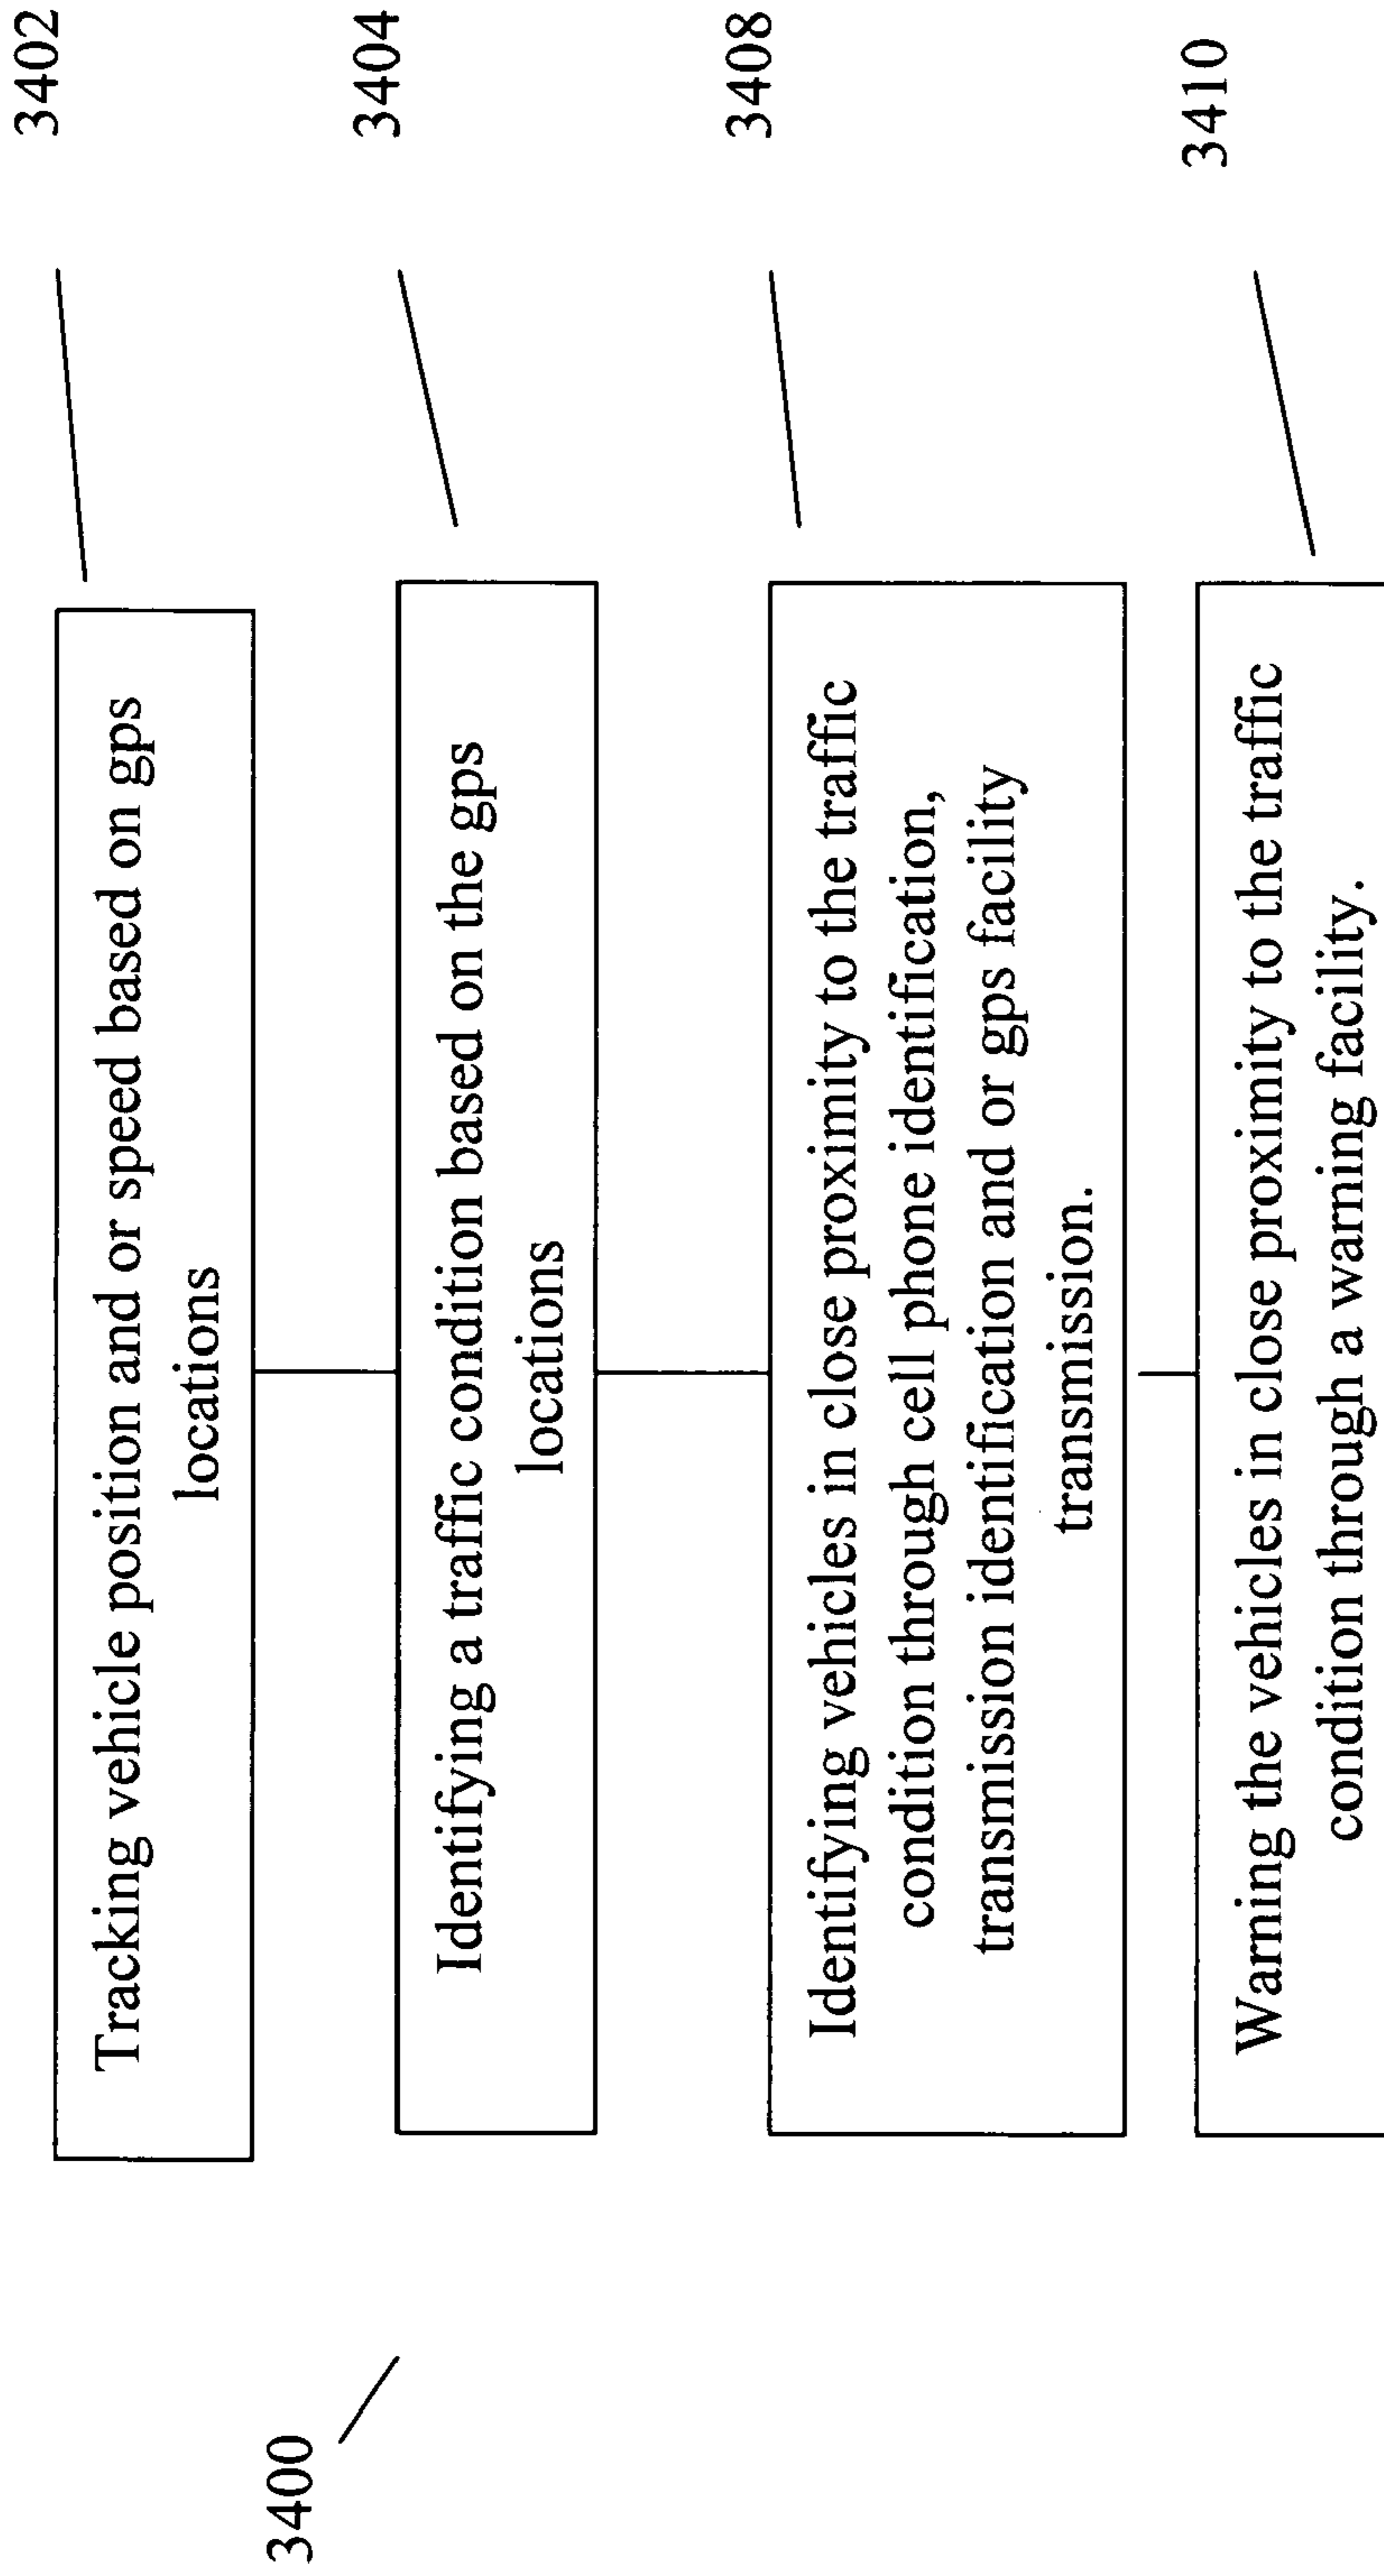 3400
Tracking vehicle position and or speed based on gps
locations
3402
Identifying a traffic condition based on the gps
locations
3404
Identifying vehicles in close proximity to the traffic
condition through cell phone identification,
transmission identification and or gps facility
transmission.
3408
Warning the vehicles in close proximity to the traffic
condition through a warning facility.
3410